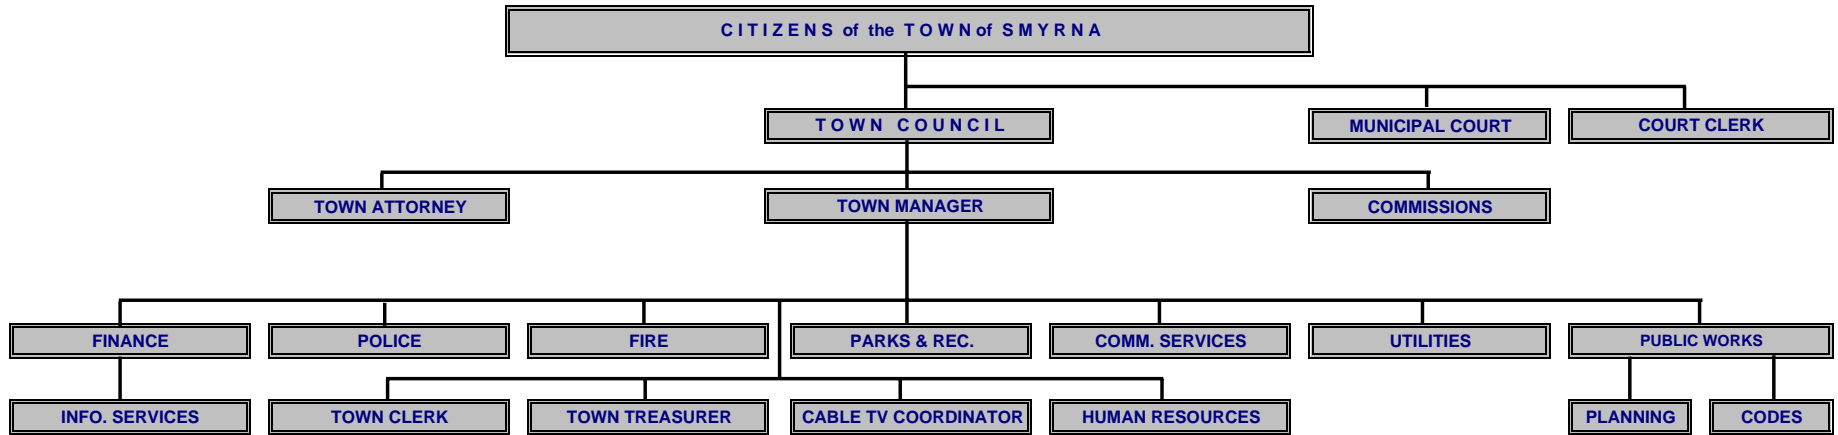 CITIZENS of the TOWN of SMYRNA
TOWN COUNCIL
MUNICIPAL COURT
COURT CLERK
TOWN ATTORNEY
TOWN MANAGER
COMMISSIONS
FINANCE
POLICE
FIRE
PARKS & REC.
COMM. SERVICES
UTILITIES
PUBLIC WORKS
INFO. SERVICES
TOWN CLERK
TOWN TREASURER
CABLE TV COORDINATOR
HUMAN RESOURCES
PLANNING
CODES